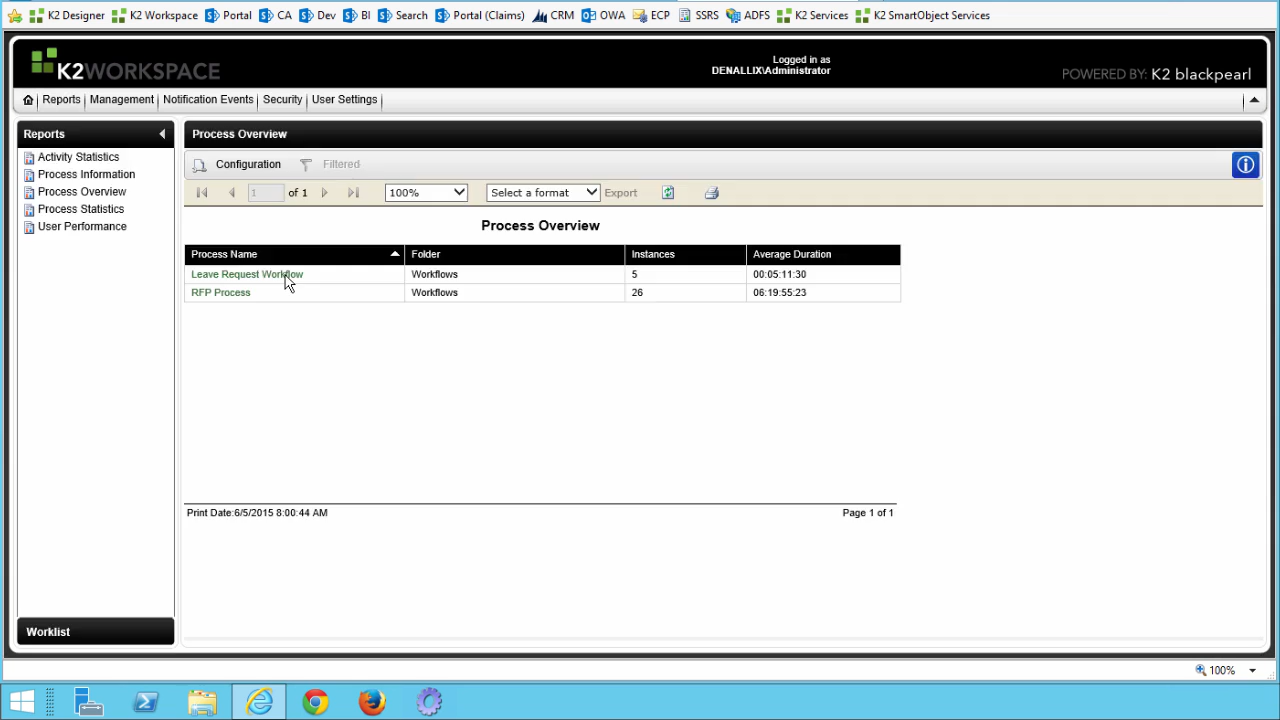 K2 Designer K2 Workspace Portal CA Dev BI Search Portal (Claims) CRM OWA ECP SSRS ADFS K2 Services K2 SmartObject Services
K2WORKSPACE
Logged in as
DENALLIX\Administrator
POWERED BY: K2 blackpearl
Reports Management Notification Events Security User Settings
Reports
Activity Statistics
Process Information
Process Overview
Process Statistics
User Performance
Worklist
Process Overview
Configuration Filtered
1 of 1 100% Select a format Export
Process Overview
Process Name Folder Instances Average Duration
Leave Request Workflow Workflows 5 00:05:11:30
RFP Process Workflows 26 06:19:55:23
Print Date:6/5/2015 8:00:44 AM Page 1 of 1
100%